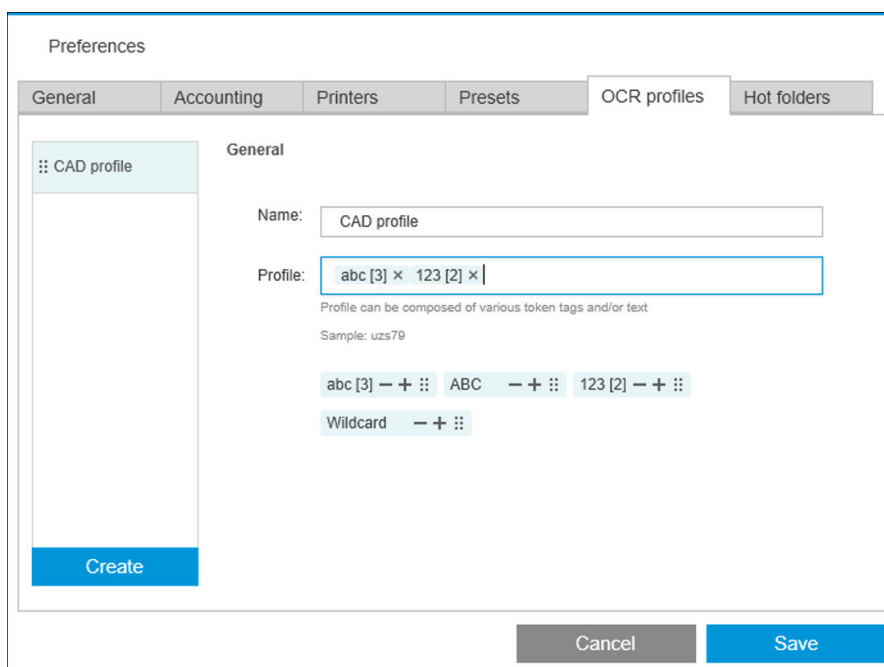 Preferences
General Accounting Printers Presets OCR profiles Hot folders
CAD profile
General
Name: CAD profile
Profile: abc [3] × 123 [2] ×
Profile can be composed of various token tags and/or text
Sample: uzs79
abc [3] − + ABC − + 123 [2] − +
Wildcard − +
Create
Cancel Save